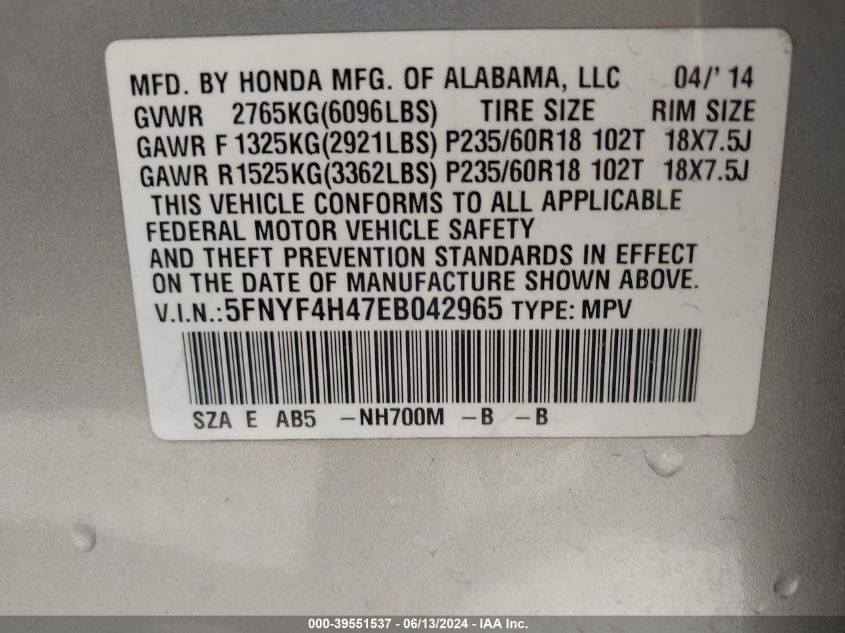 MFD. BY HONDA MFG. OF ALABAMA, LLC 04/' 14
GVWR 2765KG(6096LBS) TIRE SIZE RIM SIZE
GAWR F 1325KG(2921LBS) P235/60R18 102T 18X7.5J
GAWR R1525KG(3362LBS) P235/60R18 102T 18X7.5J
THIS VEHICLE CONFORMS TO ALL APPLICABLE
FEDERAL MOTOR VEHICLE SAFETY
AND THEFT PREVENTION STANDARDS IN EFFECT
ON THE DATE OF MANUFACTURE SHOWN ABOVE.
V.I.N.:5FNYF4H47EB042965 TYPE: MPV
SZA E AB5 -NH700M -B -B
000-39551537 - 06/13/2024 - IAA Inc.